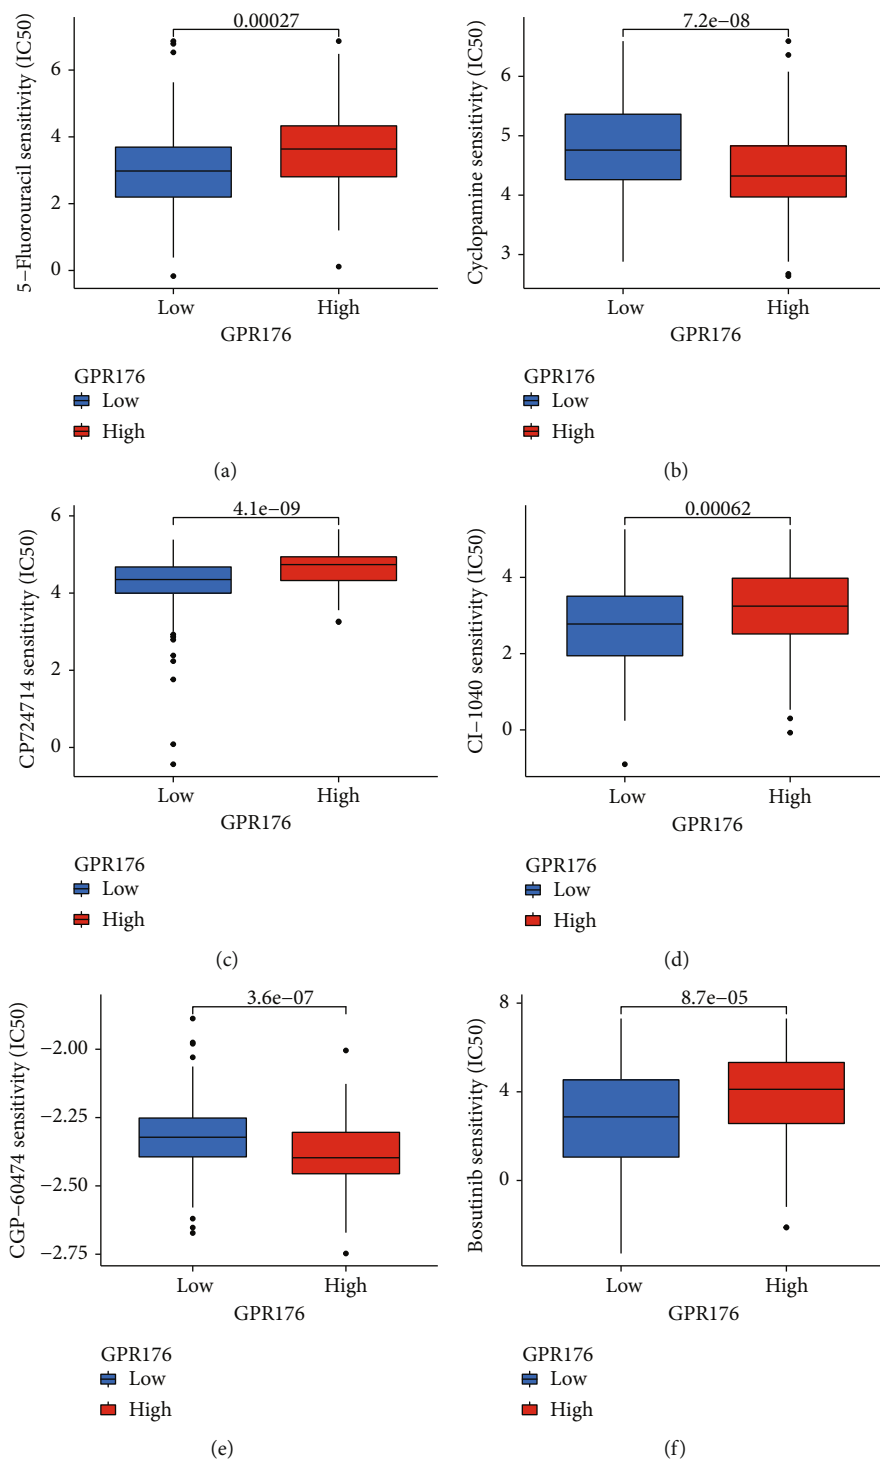 0.00027
5−Fluorouracil sensitivity (IC50)
6
4
2
0
Low High
GPR176
GPR176
Low
High
(a)
7.2e−08
Cyclopamine sensitivity (IC50)
6
5
4
3
Low High
GPR176
GPR176
Low
High
(b)
4.1e−09
CP724714 sensitivity (IC50)
6
4
2
0
Low High
GPR176
GPR176
Low
High
(c)
0.00062
CI−1040 sensitivity (IC50)
4
2
0
Low High
GPR176
GPR176
Low
High
(d)
3.6e−07
CGP−60474 sensitivity (IC50)
−2.00
−2.25
−2.50
−2.75
Low High
GPR176
GPR176
Low
High
(e)
8.7e−05
Bosutinib sensitivity (IC50)
8
4
0
Low High
GPR176
GPR176
Low
High
(f)